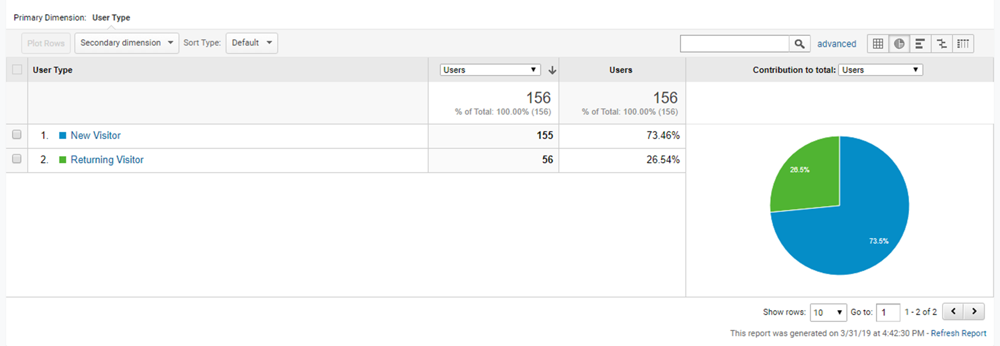 Primary Dimension: User Type
Plot Rows Secondary dimension Sort Type: Default advanced
User Type Users Users Contribution to total: Users
156 156
% of Total: 100.00% (156) % of Total: 100.00% (156)
1. New Visitor 155 73.46%
2. Returning Visitor 56 26.54%
26.5%
73.5%
Show rows: 10 Go to: 1 1 - 2 of 2
This report was generated on 3/31/19 at 4:42:30 PM - Refresh Report